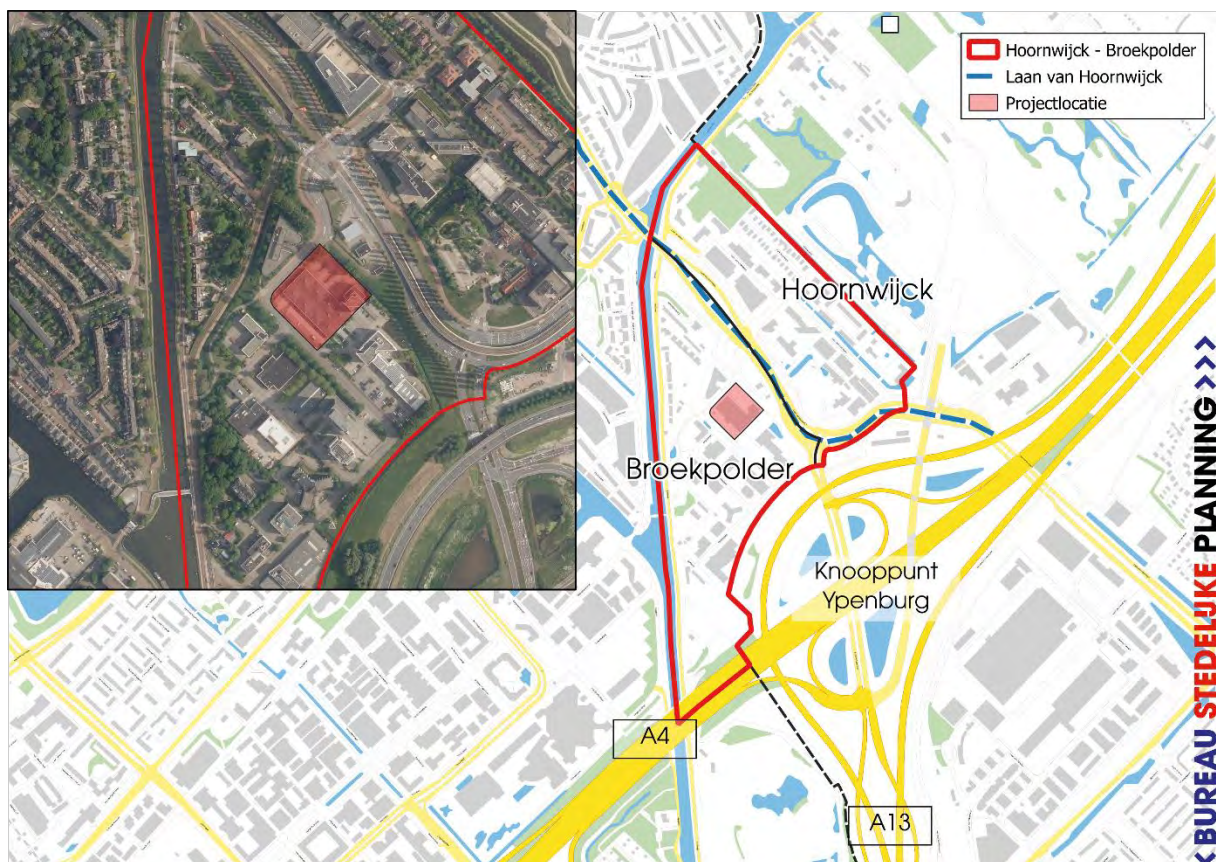 Hoornwijck - Broekpolder
Laan van Hoornwijck
Projectlocatie
Hoornwijck
Broekpolder
Knooppunt
Ypenburg
A4
A13
< BUREAU STEDELIJKE PLANNING >>>